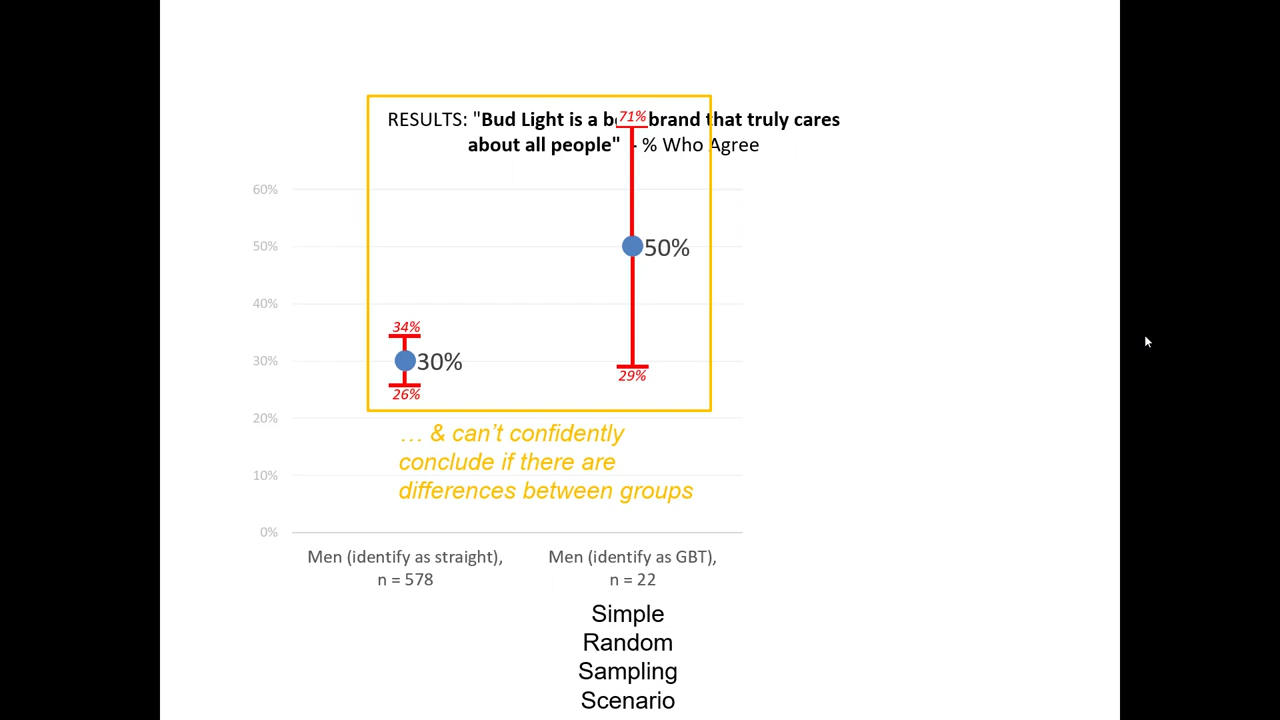 RESULTS: "Bud Light is a be brand that truly cares
about all people" - % Who Agree
71%
60%
50%
40%
30%
20%
10%
0%
50%
34%
30%
26%
29%
… & can’t confidently
conclude if there are
differences between groups
Men (identify as straight),
n = 578
Men (identify as GBT),
n = 22
Simple
Random
Sampling
Scenario